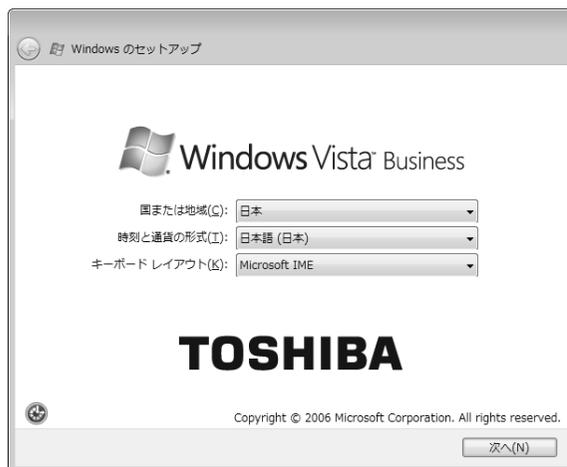 Windows のセットアップ
Windows Vista™ Business
国または地域(C): 日本
時刻と通貨の形式(T): 日本語 (日本)
キーボード レイアウト(K): Microsoft IME
TOSHIBA
Copyright © 2006 Microsoft Corporation. All rights reserved.
次へ(N)